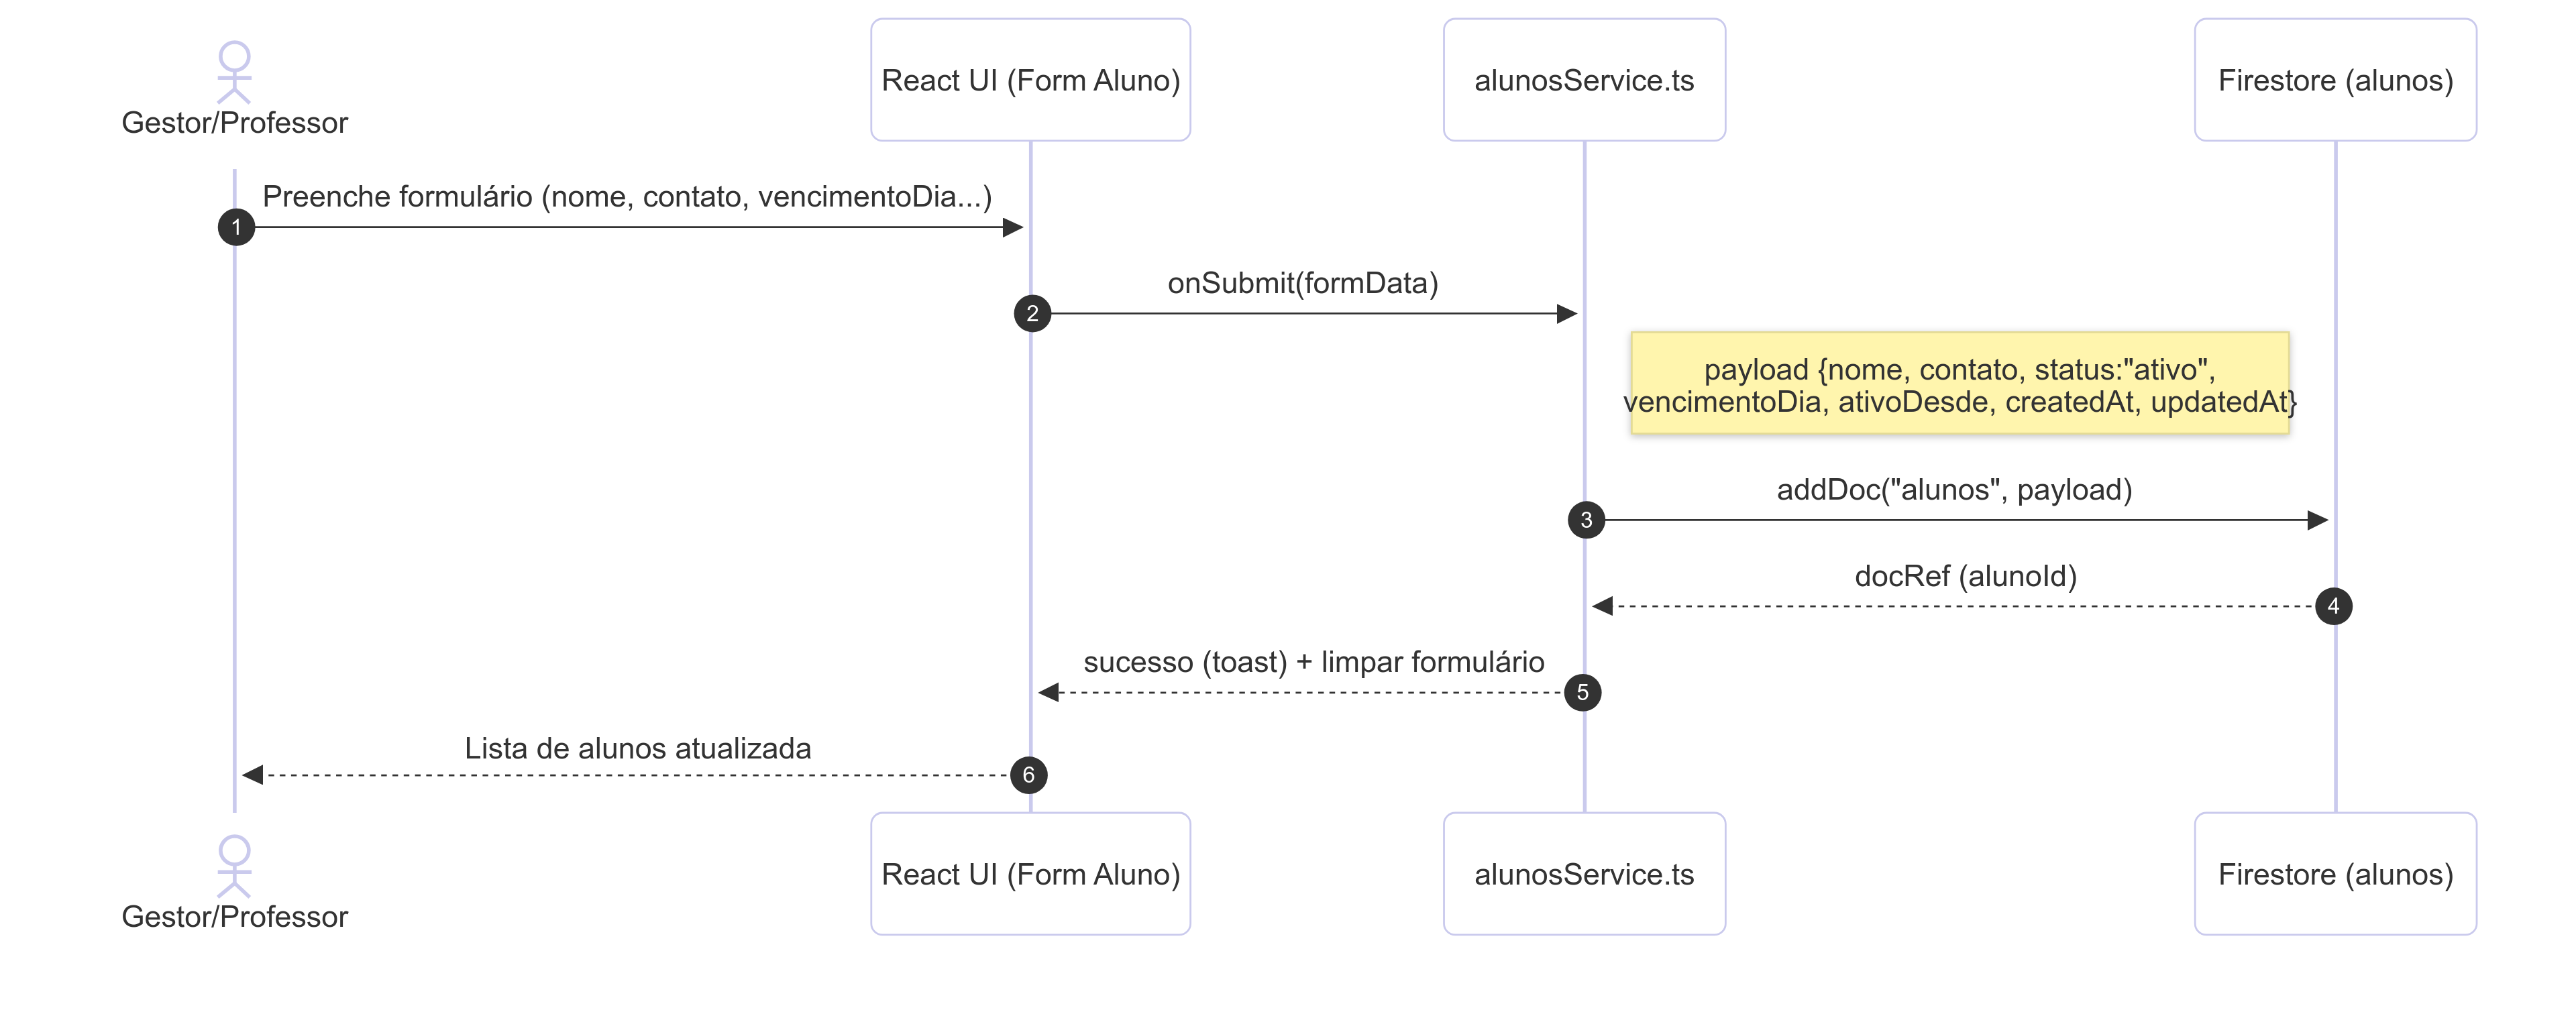 Gestor/Professor
React UI (Form Aluno)
alunosService.ts
Firestore (alunos)
Preenche formulário (nome, contato, vencimentoDia...)
1
onSubmit(formData)
2
payload {nome, contato, status:"ativo",
vencimentoDia, ativoDesde, createdAt, updatedAt}
addDoc("alunos", payload)
3
docRef (alunoId)
4
sucesso (toast) + limpar formulário
5
Lista de alunos atualizada
6
Gestor/Professor
React UI (Form Aluno)
alunosService.ts
Firestore (alunos)